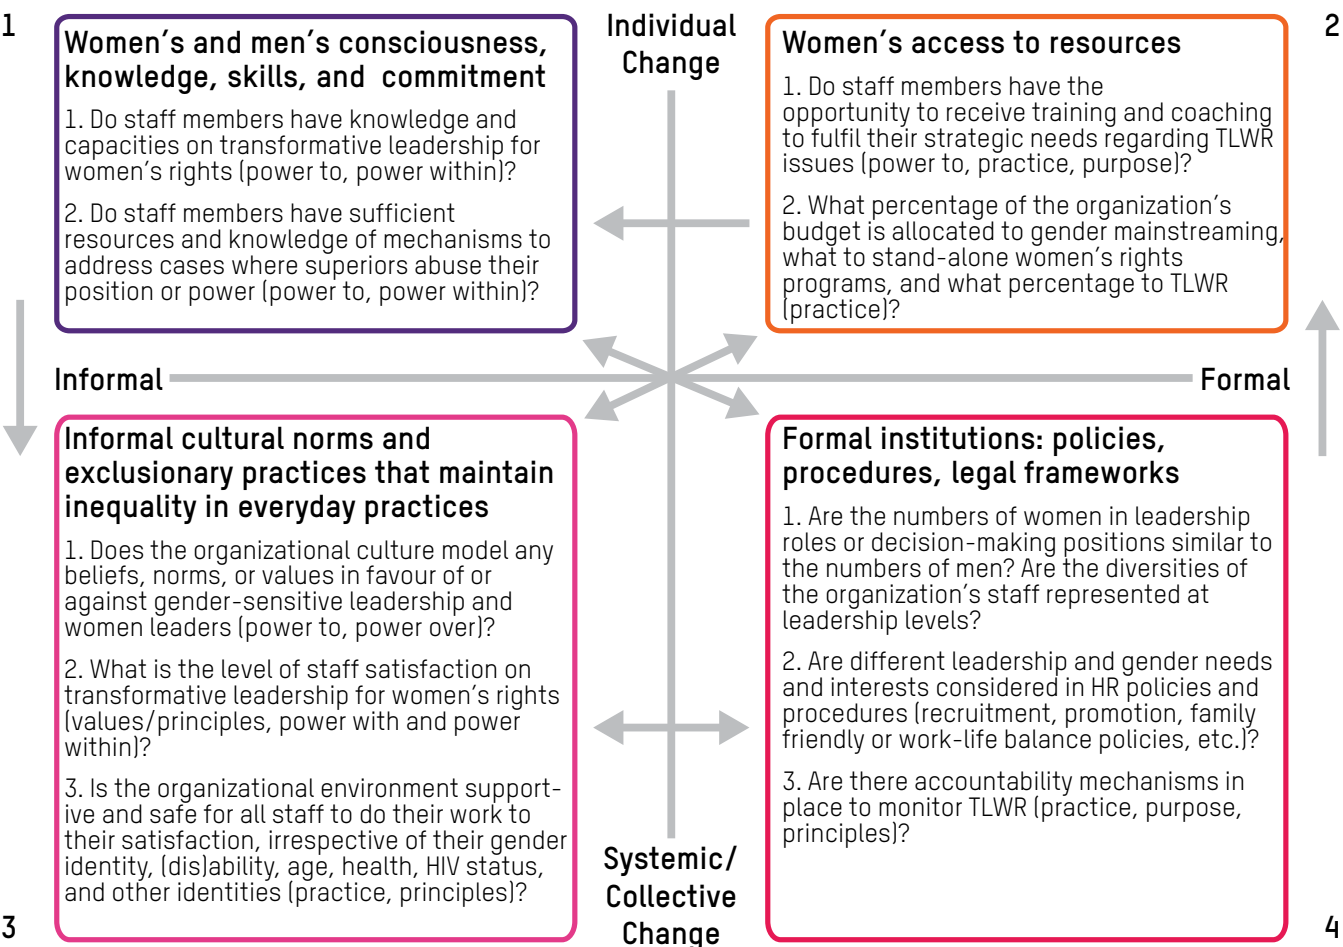 1
Women's and men's consciousness,
knowledge, skills, and commitment
1. Do staff members have knowledge and
capacities on transformative leadership for
women's rights (power to, power within)?
2. Do staff members have sufficient
resources and knowledge of mechanisms to
address cases where superiors abuse their
position or power (power to, power within)?
Individual
Change
2
Women's access to resources
1. Do staff members have the
opportunity to receive training and coaching
to fulfil their strategic needs regarding TLWR
issues (power to, practice, purpose)?
2. What percentage of the organization's
budget is allocated to gender mainstreaming,
what to stand-alone women's rights
programs, and what percentage to TLWR
(practice)?
Informal
Formal
Informal cultural norms and
exclusionary practices that maintain
inequality in everyday practices
1. Does the organizational culture model any
beliefs, norms, or values in favour of or
against gender-sensitive leadership and
women leaders (power to, power over)?
2. What is the level of staff satisfaction on
transformative leadership for women's rights
(values/principles, power with and power
within)?
3. Is the organizational environment support-
ive and safe for all staff to do their work to
their satisfaction, irrespective of their gender
identity, (dis)ability, age, health, HIV status,
and other identities (practice, principles)?
3
Systemic/
Collective
Change
Formal institutions: policies,
procedures, legal frameworks
1. Are the numbers of women in leadership
roles or decision-making positions similar to
the numbers of men? Are the diversities of
the organization's staff represented at
leadership levels?
2. Are different leadership and gender needs
and interests considered in HR policies and
procedures (recruitment, promotion, family
friendly or work-life balance policies, etc.)?
3. Are there accountability mechanisms in
place to monitor TLWR (practice, purpose,
principles)?
4